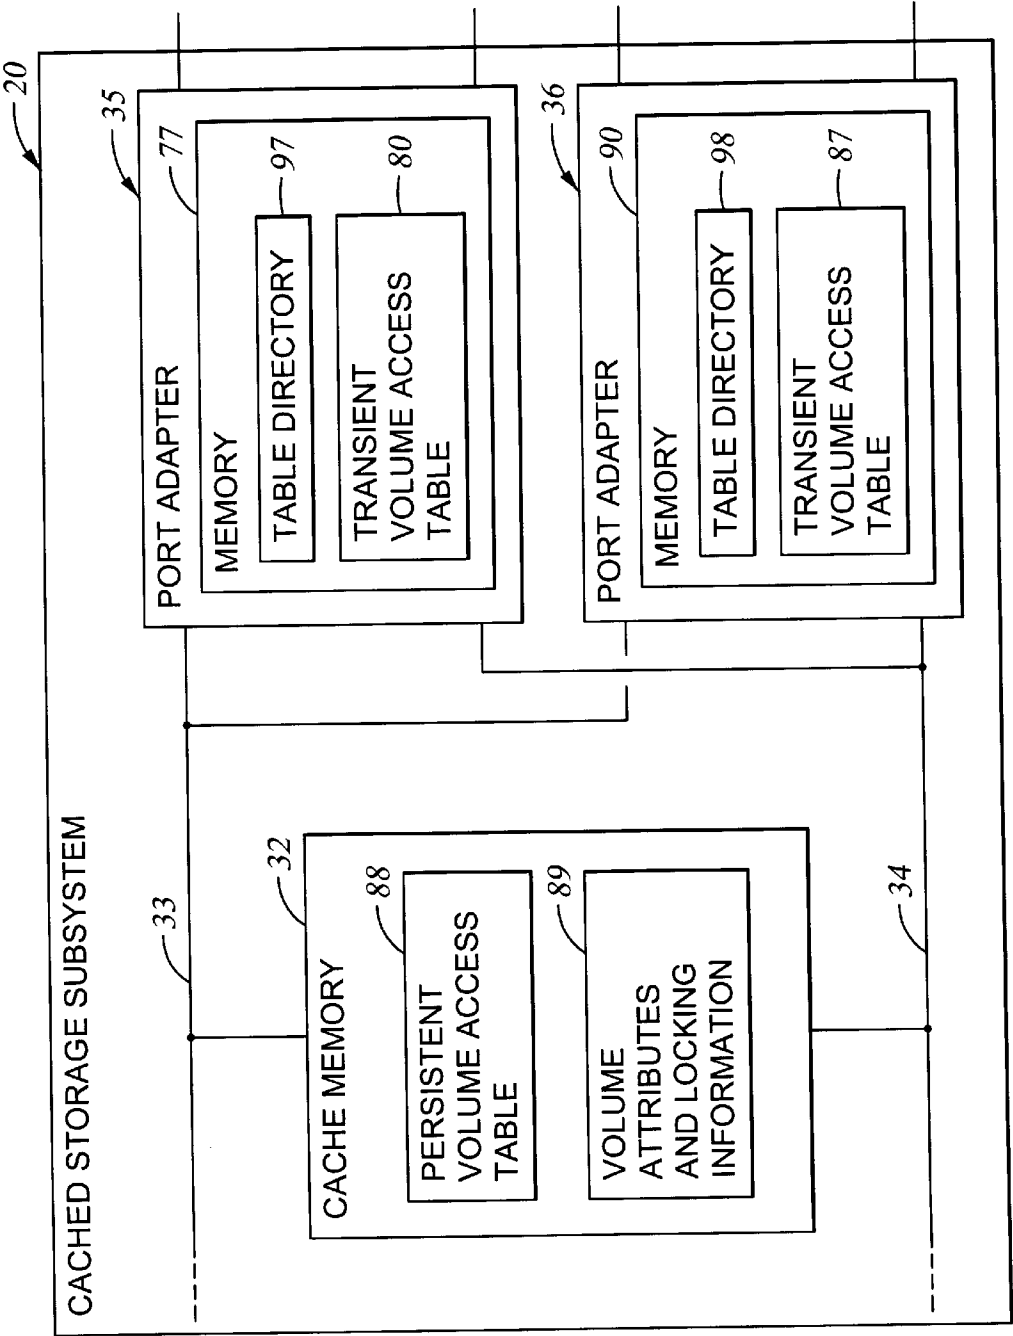 CACHED STORAGE SUBSYSTEM
20
33
32
CACHE MEMORY
88
PERSISTENT
VOLUME ACCESS
TABLE
89
VOLUME
ATTRIBUTES
AND LOCKING
INFORMATION
34
35
PORT ADAPTER
77
MEMORY
97
TABLE DIRECTORY
80
TRANSIENT
VOLUME ACCESS
TABLE
36
PORT ADAPTER
90
MEMORY
98
TABLE DIRECTORY
87
TRANSIENT
VOLUME ACCESS
TABLE